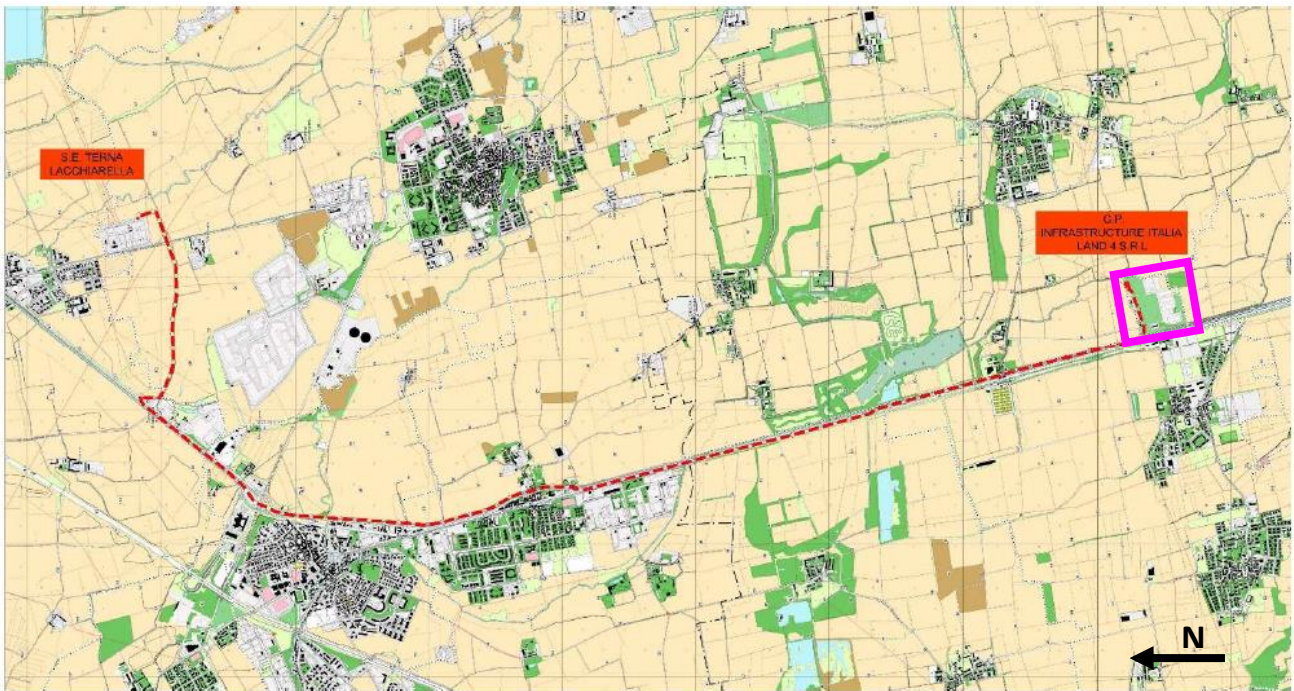 S.E. TERNA
LACCHIARELLA
C.P.
INFRASTRUCTURE ITALIA
LAND 4 S.R.L
N